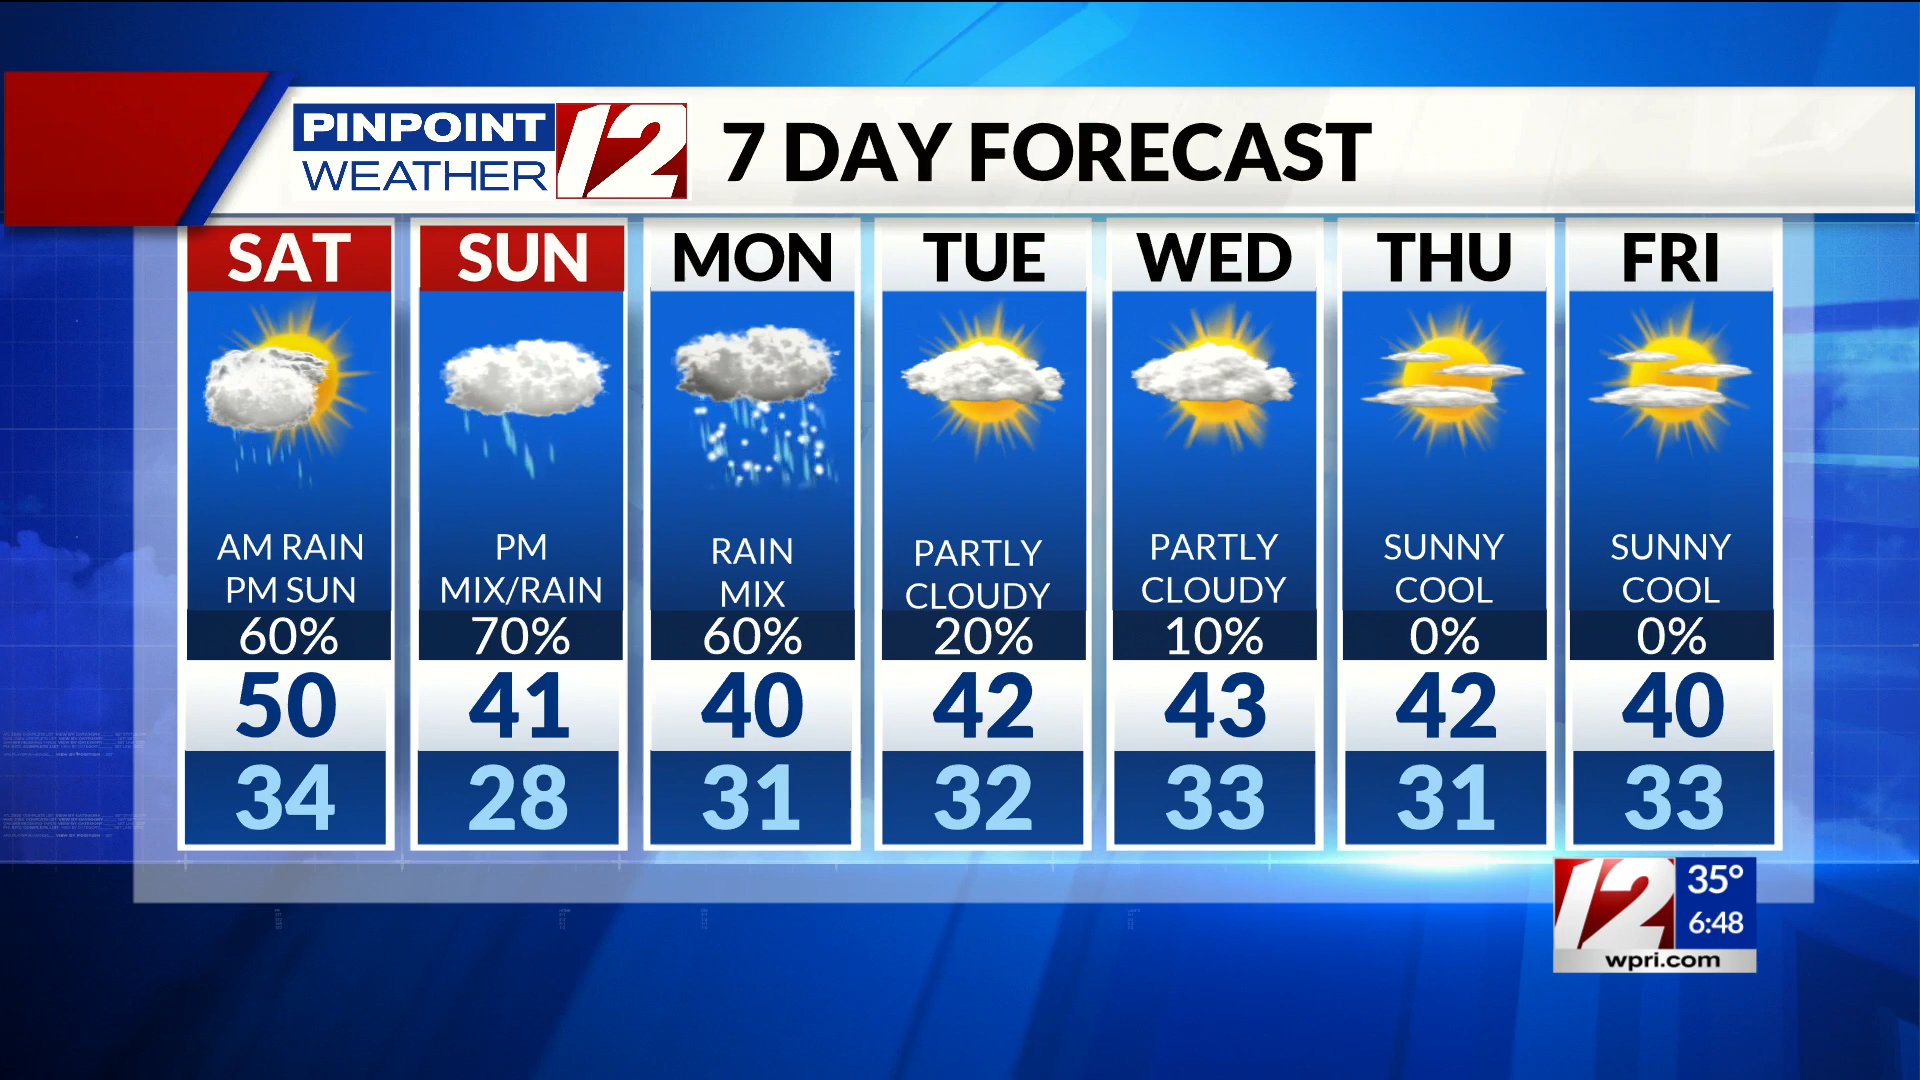 PINPOINT
WEATHER
12
7 DAY FORECAST
SAT SUN MON TUE WED THU FRI
AM RAIN
PM SUN
PM
MIX/RAIN
RAIN
MIX
PARTLY
CLOUDY
PARTLY
CLOUDY
SUNNY
COOL
SUNNY
COOL
60% 70% 60% 20% 10% 0% 0%
50 41 40 42 43 42 40
34 28 31 32 33 31 33
12
35°
6:48
wpri.com